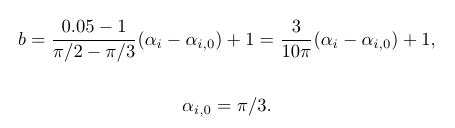 b = \frac{0.05 - 1}{\pi/2 - \pi/3}(\alpha_i - \alpha_{i,0}) + 1 = \frac{3}{10\pi}(\alpha_i - \alpha_{i,0}) + 1,
\alpha_{i,0} = \pi/3.